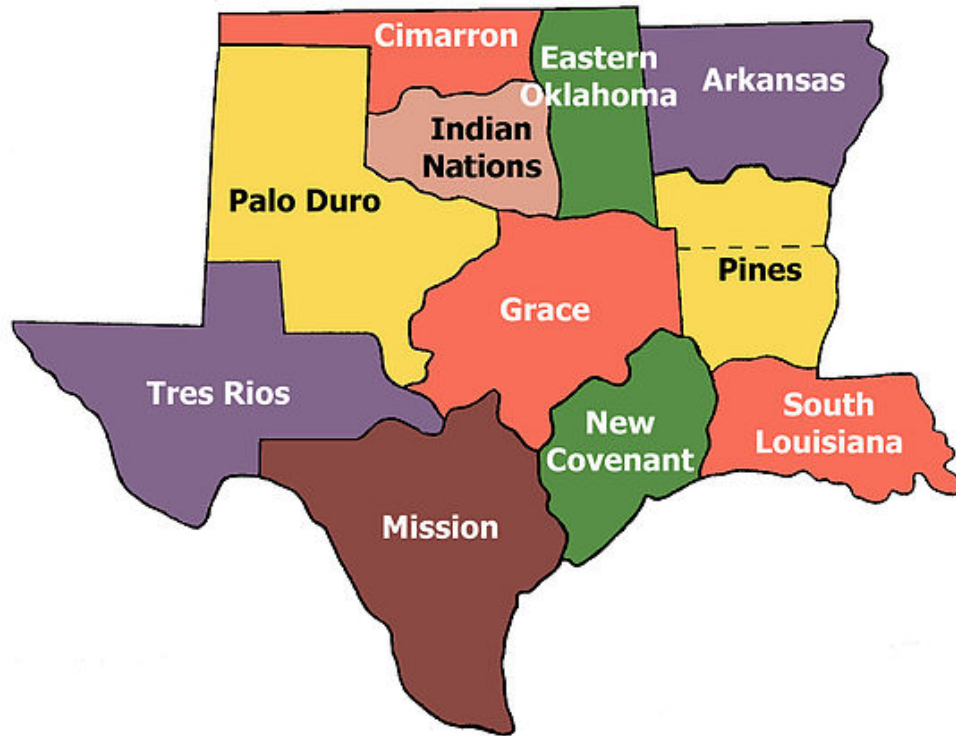 Cimarron
Eastern
Oklahoma
Arkansas
Indian
Nations
Palo Duro
Pines
Grace
Tres Rios
South
Louisiana
New
Covenant
Mission